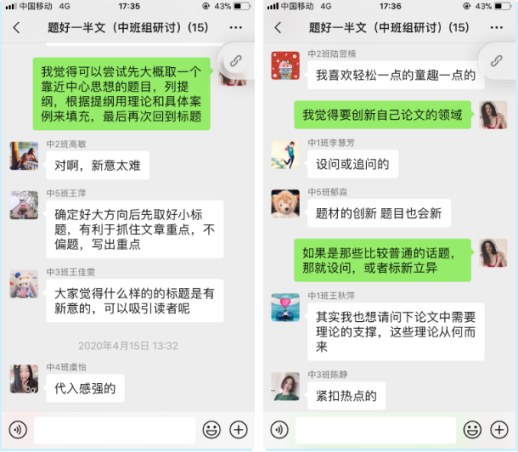 中国移动 4G
17:35
43%
题好一半文（中班组研讨）(15)
我觉得可以尝试先大概取一个
靠近中心思想的题目，列提
纲，根据提纲用理论和具体案
例来填充，最后再次回到标题
中2班高敏
对啊，新意太难
中5班王萍
确定好大方向后先取好小标
题，有利于抓住文章重点，不
偏题，写出重点
中3班王佳雯
大家觉得什么样的的标题是有
新意的，可以吸引读者呢
2020年4月15日 13:32
中4班虞怡
代入感强的
中国移动 4G
17:36
43%
题好一半文（中班组研讨）(15)
中2班陆翌楠
我喜欢轻松一点的童趣一点的
我觉得要创新自己论文的领域
中1班李慧芳
设问或追问的
中5班郁淼
题材的创新 题目也会新
如果是那些比较普通的话题，
那就设问，或者标新立异
中1班王秋萍
其实我也想请问下论文中需要
理论的支撑，这些理论从何而
来
中3班陈静
紧扣热点的